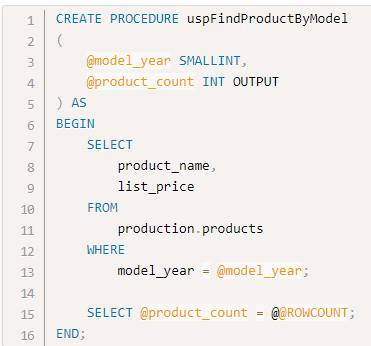 1 CREATE PROCEDURE uspFindProductByModel
2 (
3     @model_year SMALLINT,
4     @product_count INT OUTPUT
5 ) AS
6 BEGIN
7     SELECT
8         product_name,
9         list_price
10     FROM
11         production.products
12     WHERE
13         model_year = @model_year;
14
15     SELECT @product_count = @@ROWCOUNT;
16 END;